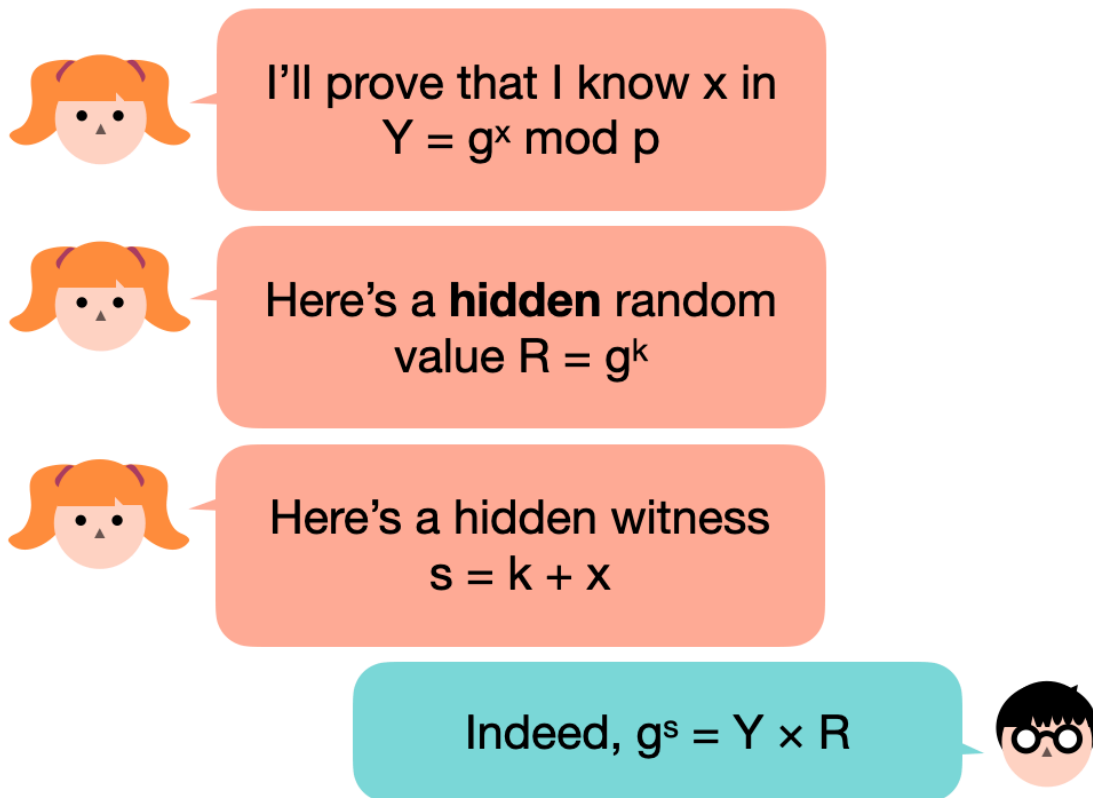 I’ll prove that I know x in
Y = gˣ mod p
Here’s a hidden random
value R = gᵏ
Here’s a hidden witness
s = k + x
Indeed, gˢ = Y × R